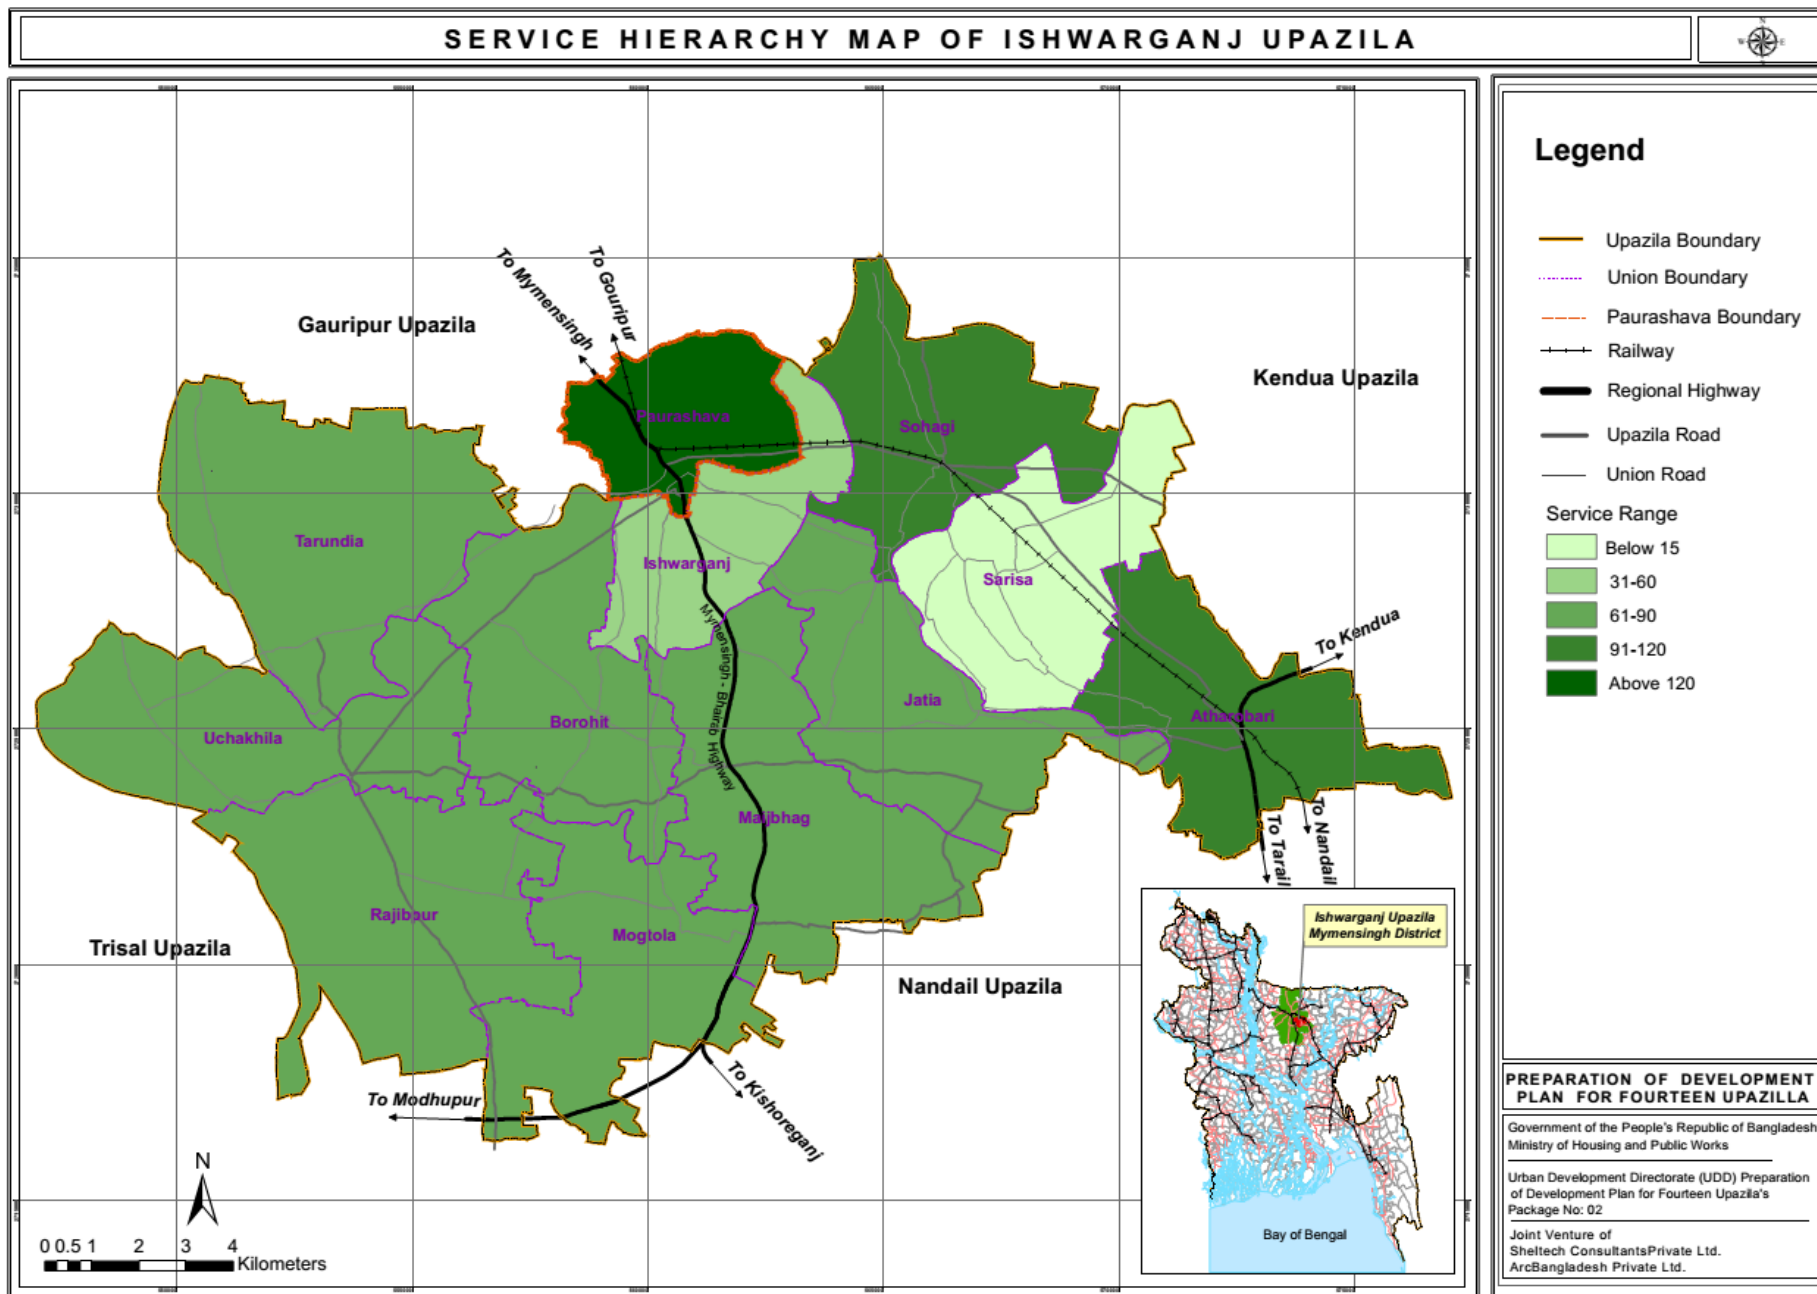 SERVICE HIERARCHY MAP OF ISHWARGANJ UPAZILA
N
W
E
Legend
Upazila Boundary
Union Boundary
Paurashava Boundary
Railway
Regional Highway
Upazila Road
Union Road
Service Range
Below 15
31-60
61-90
91-120
Above 120
To Mymensingh
To Gouripur
Gauripur Upazila
Kendua Upazila
Paurashava
Sohagi
Tarundia
Ishwarganj
Sarisa
To Kendua
Mymensingh - Bhairab Highway
Jatia
Atharobari
Borohit
Uchakhila
Maijbhag
To Nandail
To Tarail
Rajibpur
Mogtola
Trisal Upazila
Nandail Upazila
To Modhupur
To Kishoreganj
N
0 0.5 1 2 3 4
Kilometers
Ishwarganj Upazila
Mymensingh District
Bay of Bengal
PREPARATION OF DEVELOPMENT
PLAN FOR FOURTEEN UPAZILLA
Government of the People's Republic of Bangladesh
Ministry of Housing and Public Works
Urban Development Directorate (UDD) Preparation
of Development Plan for Fourteen Upazila's
Package No: 02
Joint Venture of
Sheltech ConsultantsPrivate Ltd.
ArcBangladesh Private Ltd.